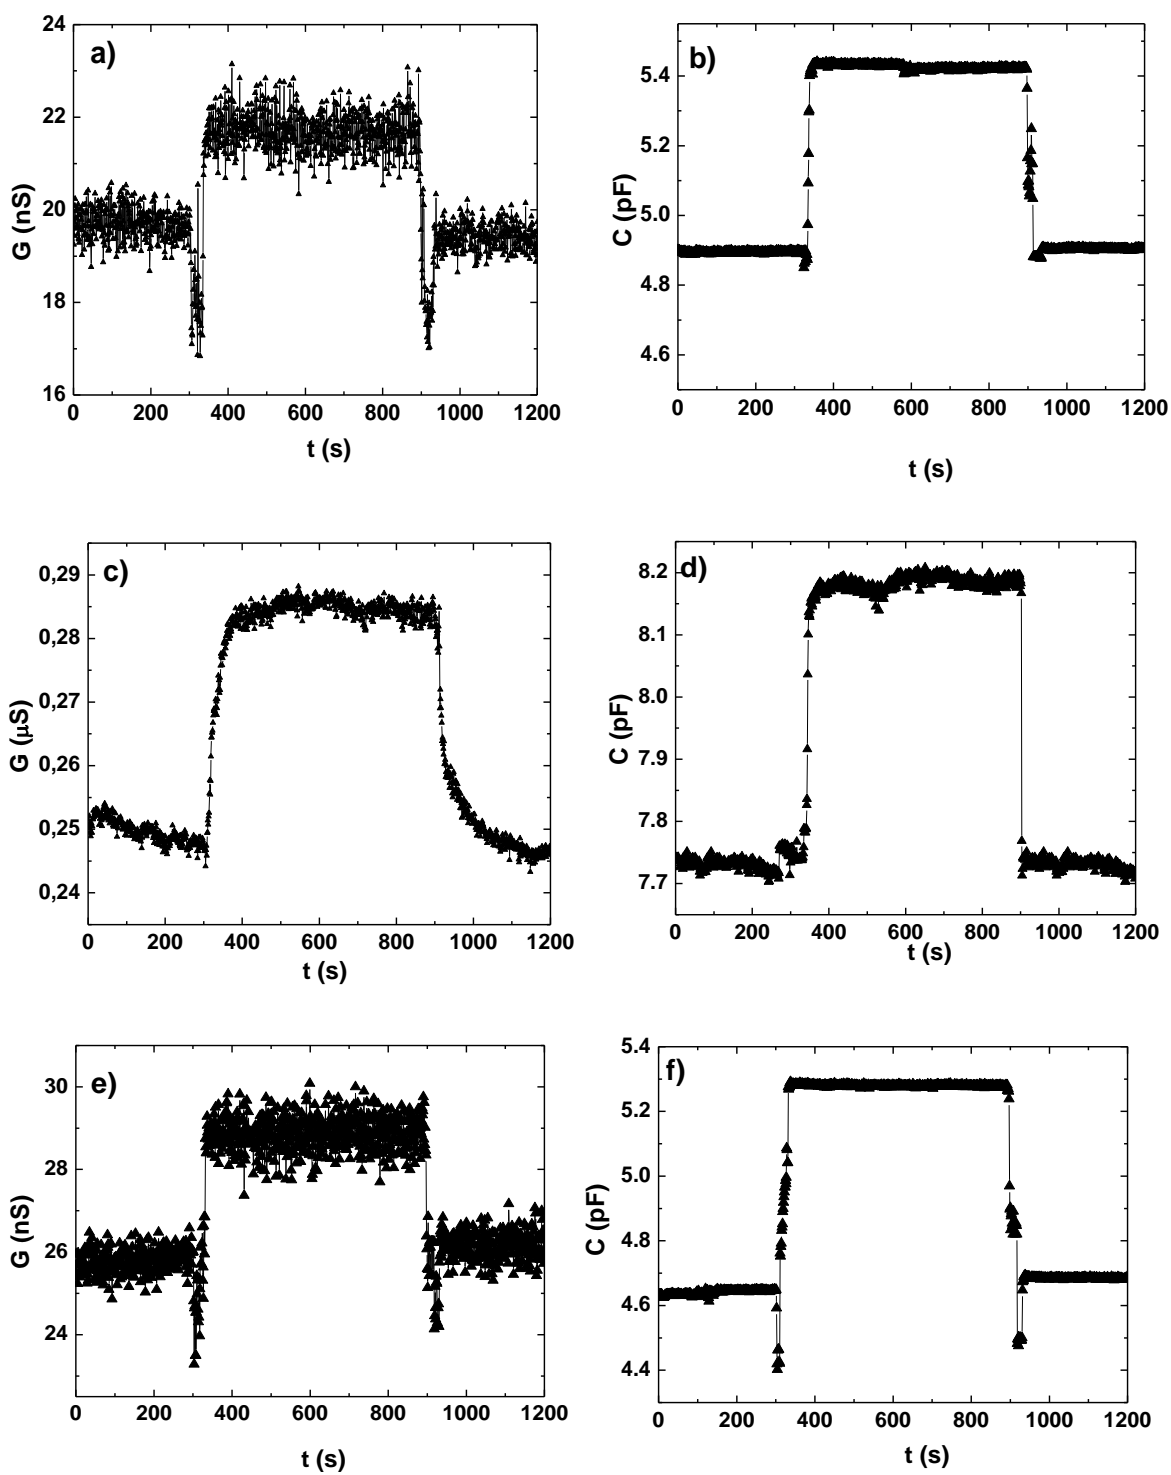 a)
24
23
22
21
20
19
18
17
16
G (nS)
0 200 400 600 800 1000 1200
t (s)
b)
5.4
5.2
5.0
4.8
4.6
C (pF)
0 200 400 600 800 1000 1200
t (s)
c)
0,29
0,28
0,27
0,26
0,25
0,24
G (μS)
0 200 400 600 800 1000 1200
t (s)
d)
8.2
8.1
8.0
7.9
7.8
7.7
C (pF)
0 200 400 600 800 1000 1200
t (s)
e)
30
28
26
24
G (nS)
0 200 400 600 800 1000 1200
t (s)
f)
5.4
5.2
5.0
4.8
4.6
4.4
C (pF)
0 200 400 600 800 1000 1200
t (s)